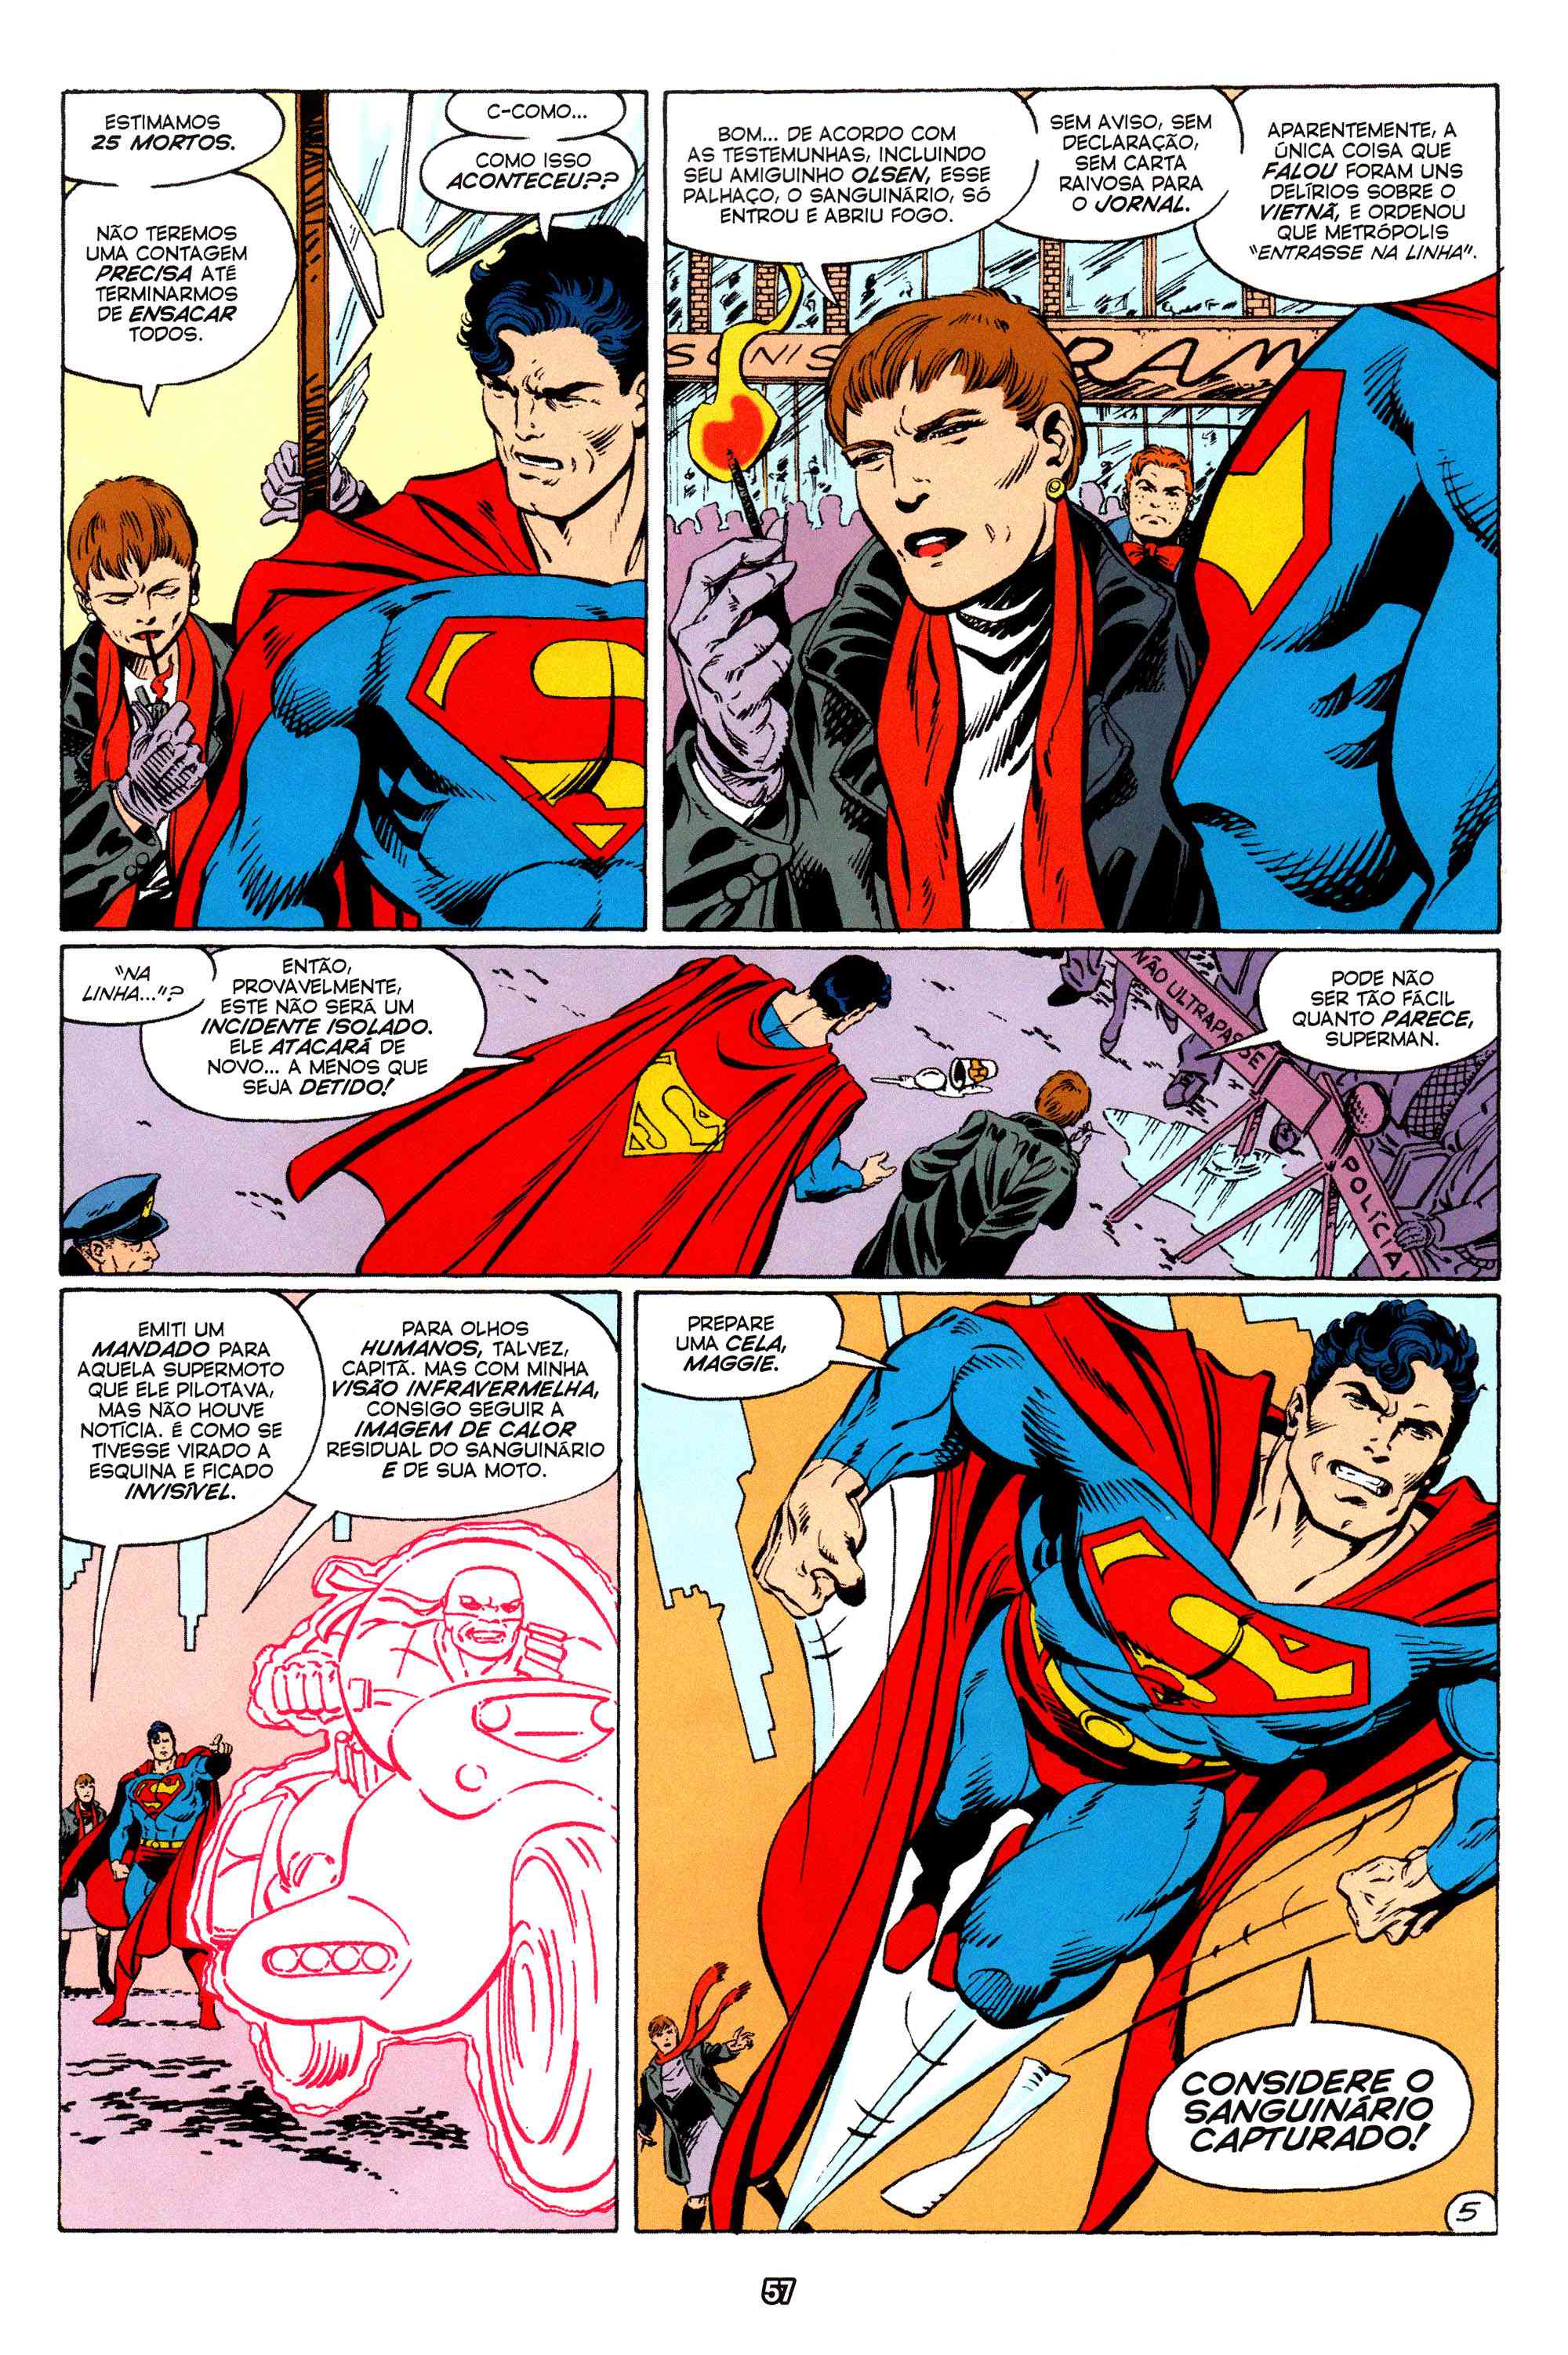 ESTIMAMOS
25 MORTOS.
NÃO TEREMOS
UMA CONTAGEM
PRECISA ATÉ
TERMINARMOS
DE ENSACAR
TODOS.
C-COMO...
COMO ISSO
ACONTECEU??
BOM... DE ACORDO COM
AS TESTEMUNHAS, INCLUINDO
SEU AMIGUINHO OLSEN, ESSE
PALHAÇO, O SANGUINÁRIO, SÓ
ENTROU E ABRIU FOGO.
SEM AVISO, SEM
DECLARAÇÃO,
SEM CARTA
RAIVOSA PARA
O JORNAL.
APARENTEMENTE, A
ÚNICA COISA QUE
FALOU FORAM UNS
DELÍRIOS SOBRE O
VIETNÃ, E ORDENOU
QUE METRÓPOLIS
"ENTRASSE NA LINHA".
SONIS
RAM
"NA
LINHA..."?
ENTÃO,
PROVAVELMENTE,
ESTE NÃO SERÁ UM
INCIDENTE ISOLADO.
ELE ATACARÁ DE
NOVO... A MENOS QUE
SEJA DETIDO!
NÃO ULTRAPASSE
POLÍCIA
PODE NÃO
SER TÃO FÁCIL
QUANTO PARECE,
SUPERMAN.
EMITI UM
MANDADO PARA
AQUELA SUPERMOTO
QUE ELE PILOTAVA,
MAS NÃO HOUVE
NOTÍCIA. É COMO SE
TIVESSE VIRADO A
ESQUINA E FICADO
INVISÍVEL.
PARA OLHOS
HUMANOS, TALVEZ,
CAPITÃ. MAS COM MINHA
VISÃO INFRAVERMELHA,
CONSIGO SEGUIR A
IMAGEM DE CALOR
RESIDUAL DO SANGUINÁRIO
E DE SUA MOTO.
PREPARE
UMA CELA,
MAGGIE.
CONSIDERE O
SANGUINÁRIO
CAPTURADO!
5
57